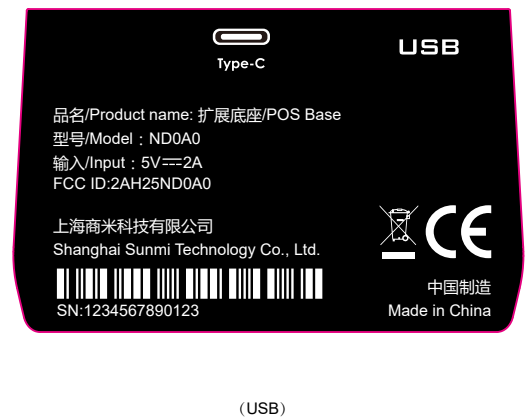 Type-C
USB
品名/Product name: 扩展底座/POS Base
型号/Model：ND0A0
输入/Input：5V⎓2A
FCC ID:2AH25ND0A0
上海商米科技有限公司
Shanghai Sunmi Technology Co., Ltd.
CE
SN:1234567890123
中国制造
Made in China
（USB）